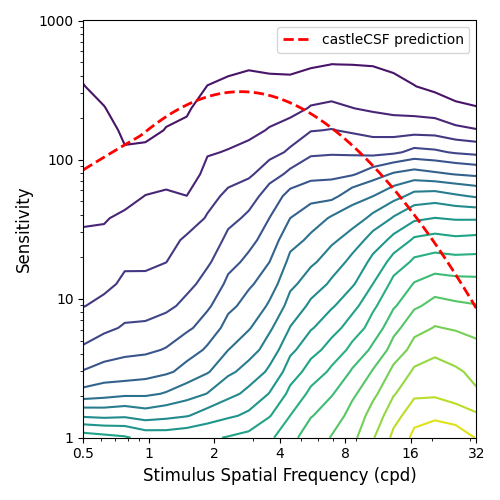 castleCSF prediction
1000
100
10
1
Sensitivity
0.5 1 2 4 8 16 32
Stimulus Spatial Frequency (cpd)